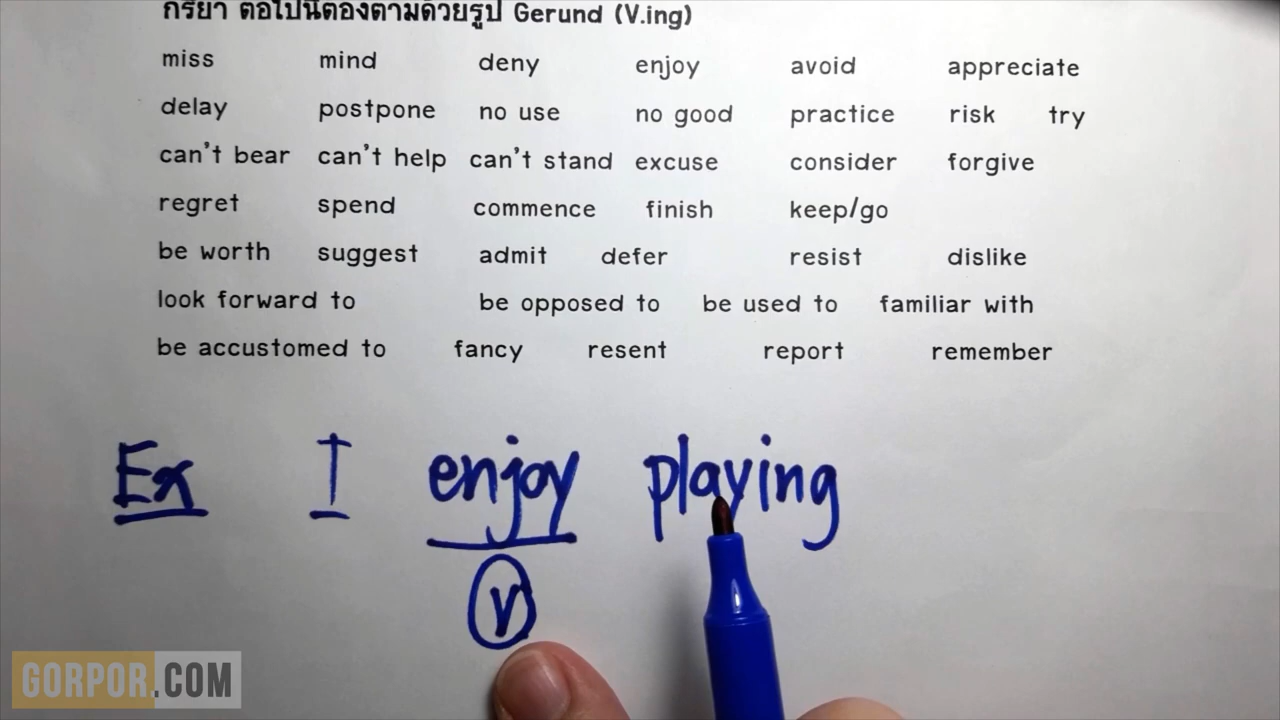 กริยา ต่อไปนี้ต้องตามด้วยรูป Gerund (V.ing)
miss mind deny enjoy avoid appreciate
delay postpone no use no good practice risk try
can't bear can't help can't stand excuse consider forgive
regret spend commence finish keep/go
be worth suggest admit defer resist dislike
look forward to be opposed to be used to familiar with
be accustomed to fancy resent report remember
Ex I enjoy playing
V
GORPOR.COM